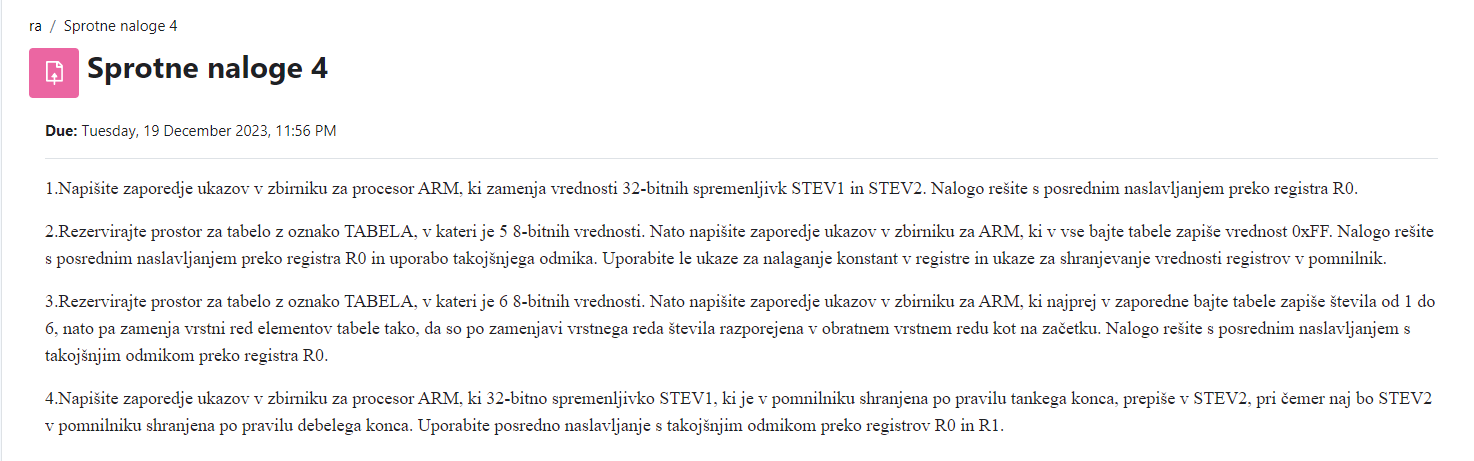 ra / Sprotne naloge 4
Sprotne naloge 4
Due: Tuesday, 19 December 2023, 11:56 PM
1.Napišite zaporedje ukazov v zbirniku za procesor ARM, ki zamenja vrednosti 32-bitnih spremenljivk STEV1 in STEV2. Nalogo rešite s posrednim naslavljanjem preko registra R0.
2.Rezervirajte prostor za tabelo z oznako TABELA, v kateri je 5 8-bitnih vrednosti. Nato napišite zaporedje ukazov v zbirniku za ARM, ki v vse bajte tabele zapiše vrednost 0xFF. Nalogo rešite
s posrednim naslavljanjem preko registra R0 in uporabo takojšnjega odmika. Uporabite le ukaze za nalaganje konstant v registre in ukaze za shranjevanje vrednosti registrov v pomnilnik.
3.Rezervirajte prostor za tabelo z oznako TABELA, v kateri je 6 8-bitnih vrednosti. Nato napišite zaporedje ukazov v zbirniku za ARM, ki najprej v zaporedne bajte tabele zapiše števila od 1 do
6, nato pa zamenja vrstni red elementov tabele tako, da so po zamenjavi vrstnega reda števila razporejena v obratnem vrstnem redu kot na začetku. Nalogo rešite s posrednim naslavljanjem s
takojšnjim odmikom preko registra R0.
4.Napišite zaporedje ukazov v zbirniku za procesor ARM, ki 32-bitno spremenljivko STEV1, ki je v pomnilniku shranjena po pravilu tankega konca, prepiše v STEV2, pri čemer naj bo STEV2
v pomnilniku shranjena po pravilu debelega konca. Uporabite posredno naslavljanje s takojšnjim odmikom preko registrov R0 in R1.